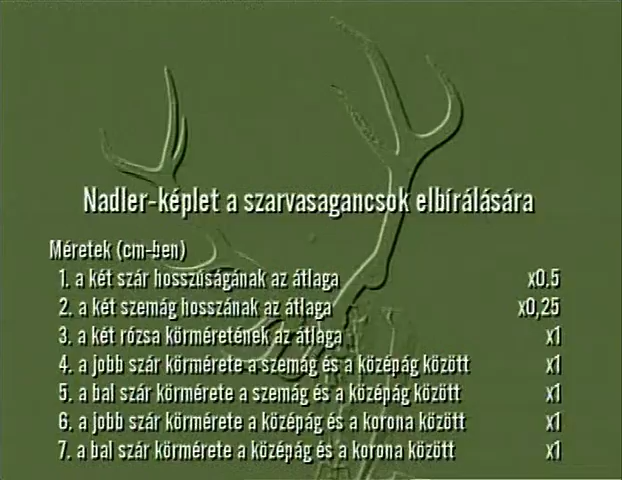 Nadler-képlet a szarvasagancsok elbírálására
Méretek (cm-ben)
1. a két szár hosszúságának az átlaga x0,5
2. a két szemág hosszának az átlaga x0,25
3. a két rózsa körméretének az átlaga x1
4. a jobb szár körmérete a szemág és a középág között x1
5. a bal szár körmérete a szemág és a középág között x1
6. a jobb szár körmérete a középág és a korona között x1
7. a bal szár körmérete a középág és a korona között x1